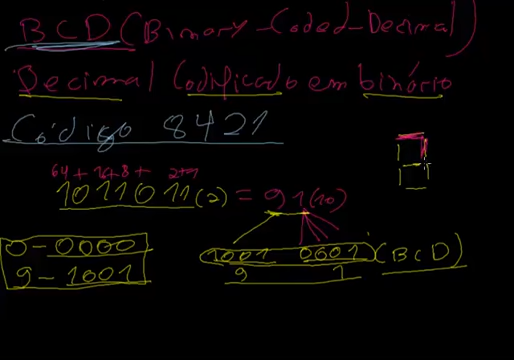 BCD (Binary-Coded-Decimal)
Decimal Codificado em binário
Código 8421
64 + 16 + 8 + 2+1
1011011(2) = 91(10)
0-0000
9-1001
1001 0001 (BCD)
9 1